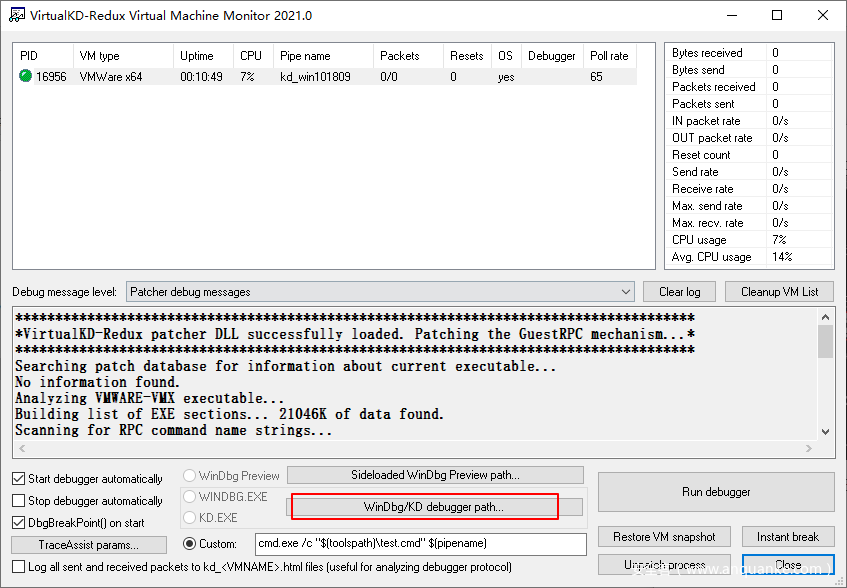 VirtualKD-Redux Virtual Machine Monitor 2021.0
PID VM type Uptime CPU Pipe name Packets Resets OS Debugger Poll rate
16956 VMWare x64 00:10:49 7% kd_win101809 0/0 0 yes 65
Bytes received 0
Bytes send 0
Packets received 0
Packets sent 0
IN packet rate 0/s
OUT packet rate 0/s
Reset count 0
Send rate 0/s
Receive rate 0/s
Max. send rate 0/s
Max. recv. rate 0/s
CPU usage 7%
Avg. CPU usage 14%
Debug message level: Patcher debug messages Clear log Cleanup VM List
*************************************************************************************
*VirtualKD-Redux patcher DLL successfully loaded. Patching the GuestRPC mechanism...*
*************************************************************************************
Searching patch database for information about current executable...
No information found.
Analyzing VMWARE-VMX executable...
Building list of EXE sections... 21046K of data found.
Scanning for RPC command name strings...
Start debugger automatically
Stop debugger automatically
DbgBreakPoint() on start
TraceAssist params...
WinDbg Preview Sideloaded WinDbg Preview path...
WINDBG.EXE
KD.EXE
WinDbg/KD debugger path...
Custom: cmd.exe /c "$(toolspath)\test.cmd" $(pipename)
Run debugger
Restore VM snapshot Instant break
Unpatch process Close
Log all sent and received packets to kd_<VMNAME>.html files (useful for analyzing debugger protocol)